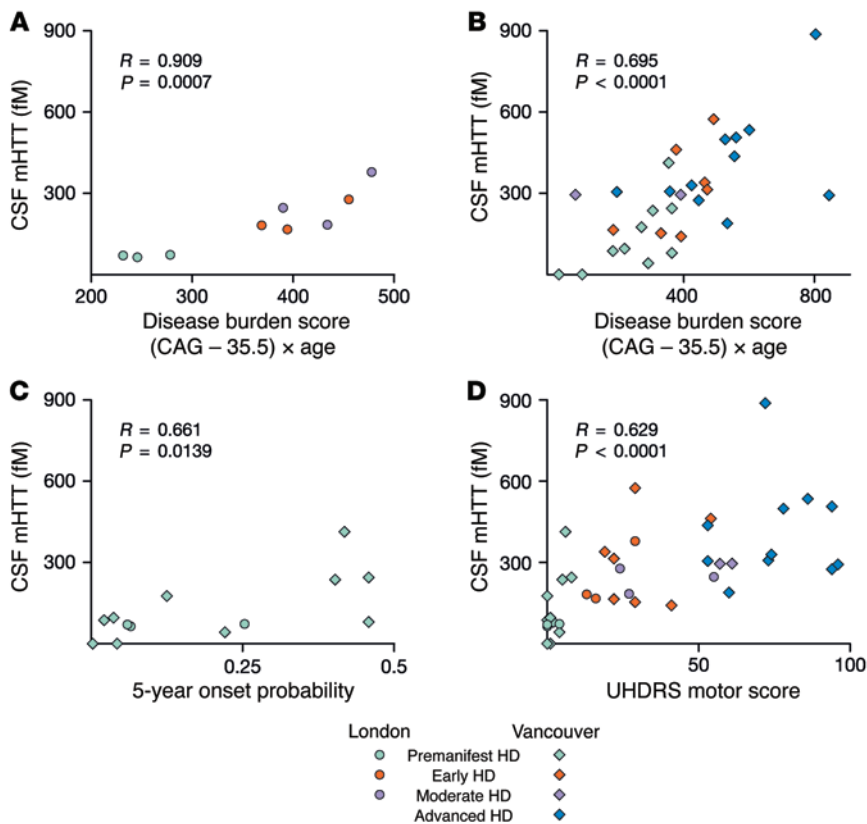 A
900
600
300
CSF mHTT (fM)
R = 0.909
P = 0.0007
200 300 400 500
Disease burden score
(CAG – 35.5) × age
B
900
600
300
CSF mHTT (fM)
R = 0.695
P < 0.0001
400 800
Disease burden score
(CAG – 35.5) × age
C
900
600
300
CSF mHTT (fM)
R = 0.661
P = 0.0139
0.25 0.5
5-year onset probability
D
900
600
300
CSF mHTT (fM)
R = 0.629
P < 0.0001
50 100
UHDRS motor score
London Vancouver
Premanifest HD
Early HD
Moderate HD
Advanced HD